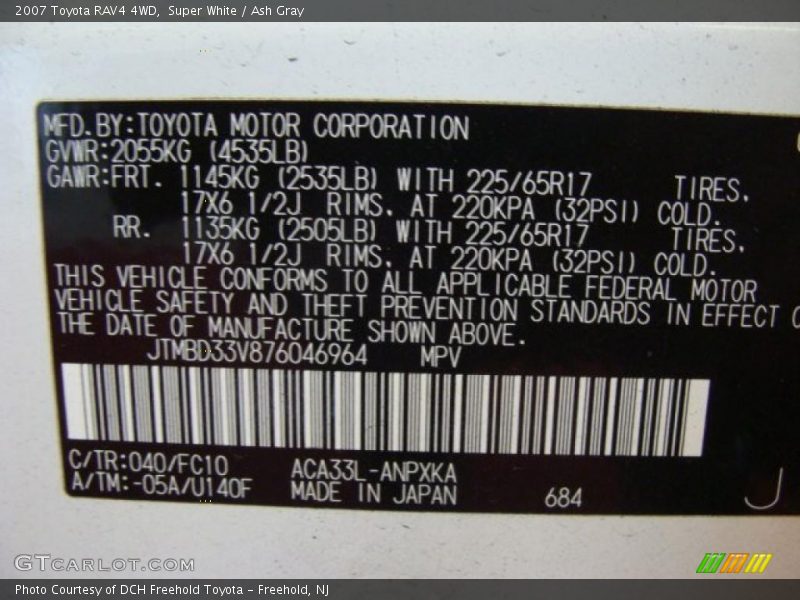 2007 Toyota RAV4 4WD,  Super White / Ash Gray
MFD.BY:TOYOTA MOTOR CORPORATION
GVWR:2055KG (4535LB)
GAWR:FRT. 1145KG (2535LB) WITH 225/65R17 TIRES.
17X6 1/2J RIMS. AT 220KPA (32PSI) COLD.
RR. 1135KG (2505LB) WITH 225/65R17 TIRES.
17X6 1/2J RIMS. AT 220KPA (32PSI) COLD.
THIS VEHICLE CONFORMS TO ALL APPLICABLE FEDERAL MOTOR
VEHICLE SAFETY AND THEFT PREVENTION STANDARDS IN EFFECT
THE DATE OF MANUFACTURE SHOWN ABOVE.
JTMBD33V876046964 MPV
C/TR:040/FC10 ACA33L-ANPXKA
A/TM:-05A/U140F MADE IN JAPAN 684 J
GTCARLOT.COM
Photo Courtesy of DCH Freehold Toyota - Freehold, NJ